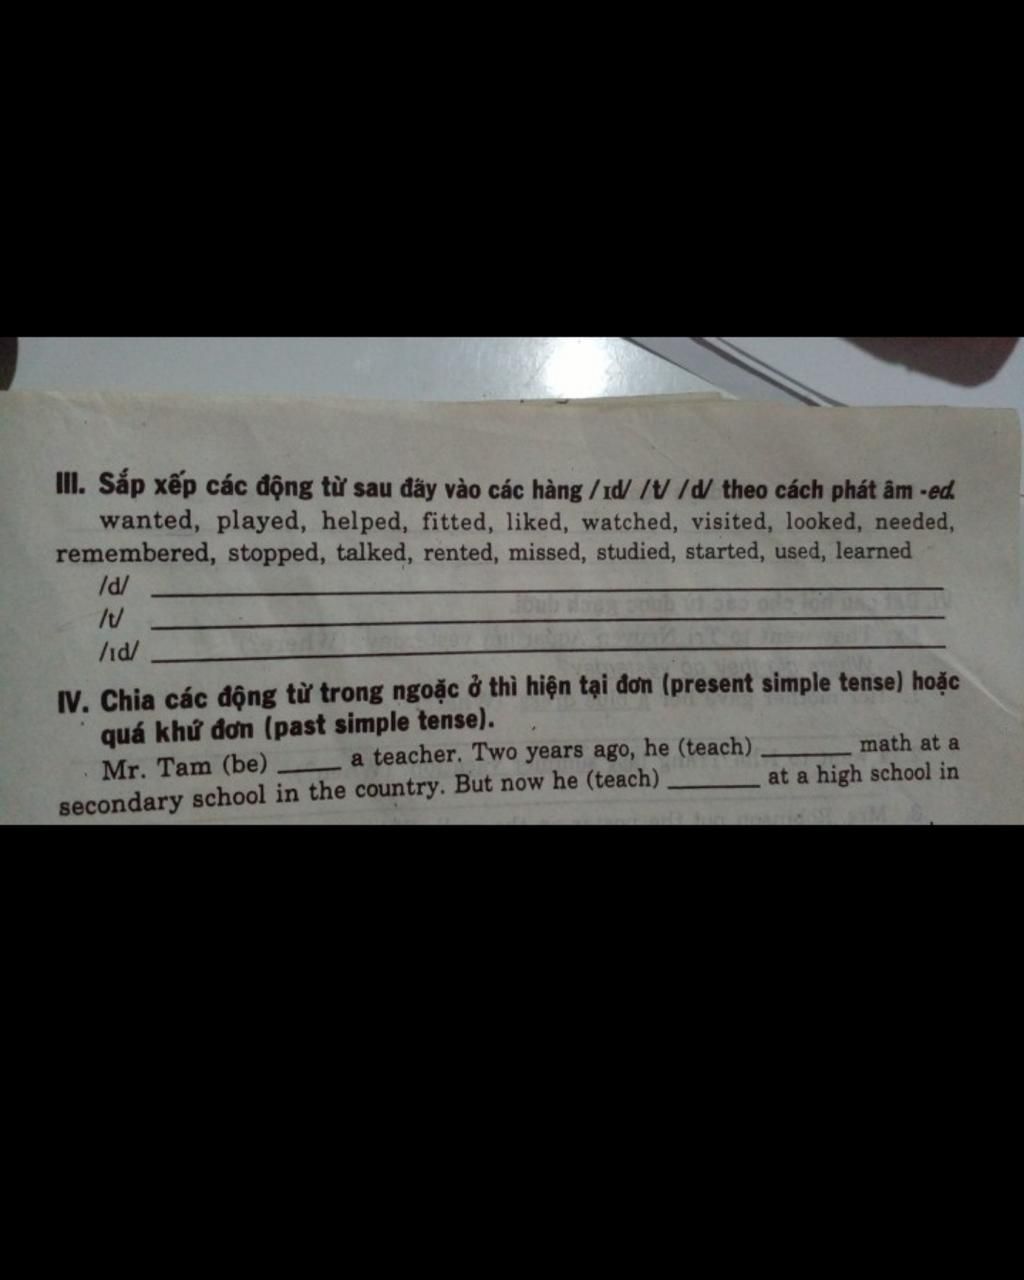 III. Sắp xếp các động từ sau đây vào các hàng /ɪd/ /t/ /d/ theo cách phát âm -ed.
wanted, played, helped, fitted, liked, watched, visited, looked, needed,
remembered, stopped, talked, rented, missed, studied, started, used, learned
/d/
/t/
/ɪd/
IV. Chia các động từ trong ngoặc ở thì hiện tại đơn (present simple tense) hoặc
quá khứ đơn (past simple tense).
Mr. Tam (be) _____ a teacher. Two years ago, he (teach) _______ math at a
secondary school in the country. But now he (teach) _______ at a high school in